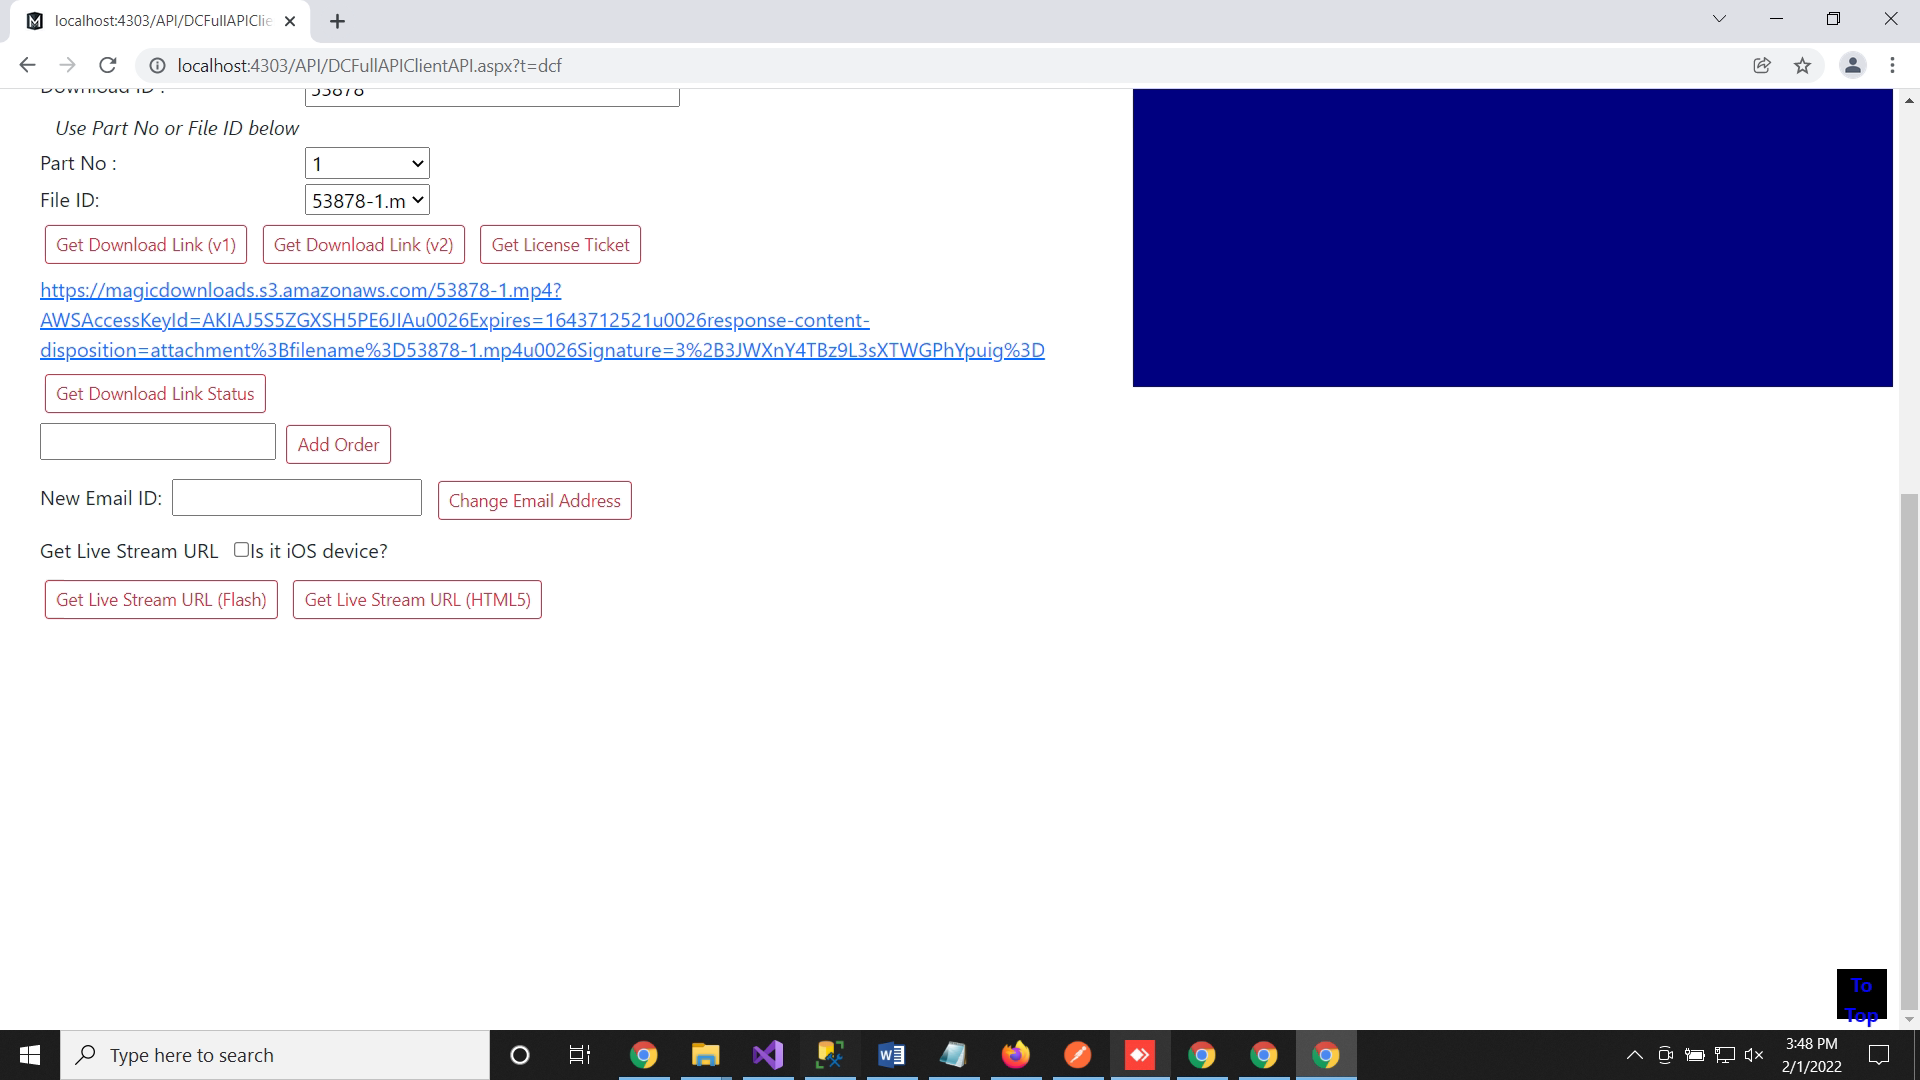 localhost:4303/API/DCFullAPIClie
localhost:4303/API/DCFullAPIClientAPI.aspx?t=dcf
Download ID :
53878
Use Part No or File ID below
Part No :
1
File ID:
53878-1.m
Get Download Link (v1)
Get Download Link (v2)
Get License Ticket
https://magicdownloads.s3.amazonaws.com/53878-1.mp4?
AWSAccessKeyId=AKIAJ5S5ZGXSH5PE6JIAu0026Expires=1643712521u0026response-content-
disposition=attachment%3Bfilename%3D53878-1.mp4u0026Signature=3%2B3JWXnY4TBz9L3sXTWGPhYpuig%3D
Get Download Link Status
Add Order
New Email ID:
Change Email Address
Get Live Stream URL
Is it iOS device?
Get Live Stream URL (Flash)
Get Live Stream URL (HTML5)
To
Top
Type here to search
3:48 PM
2/1/2022